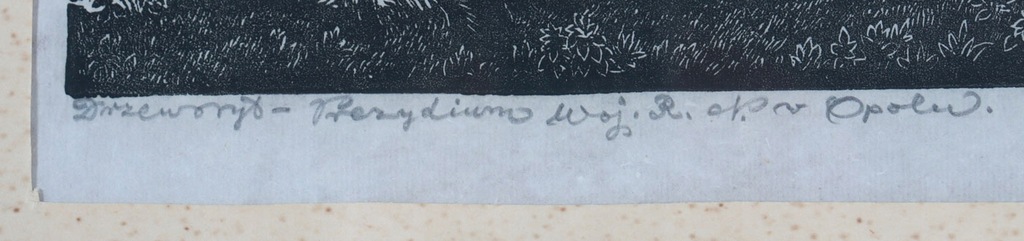 Drzeworyt - Prezydium Woj. R. N. w Opolu.